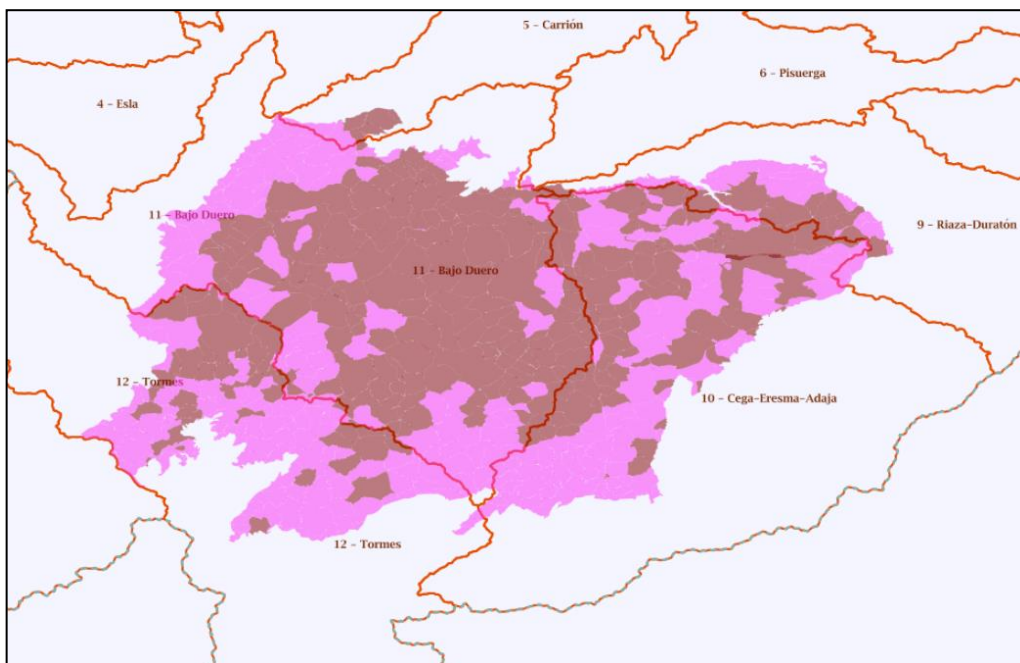 5 – Carrión
6 – Pisuerga
4 – Esla
11 – Bajo Duero
9 – Riaza-Duratón
11 – Bajo Duero
12 – Tormes
10 – Cega-Eresma-Adaja
12 – Tormes